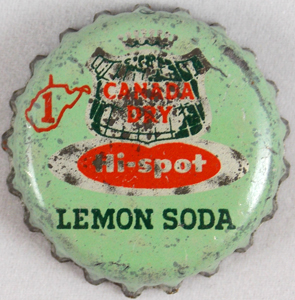 1
CANADA
DRY
Hi-spot
LEMON SODA